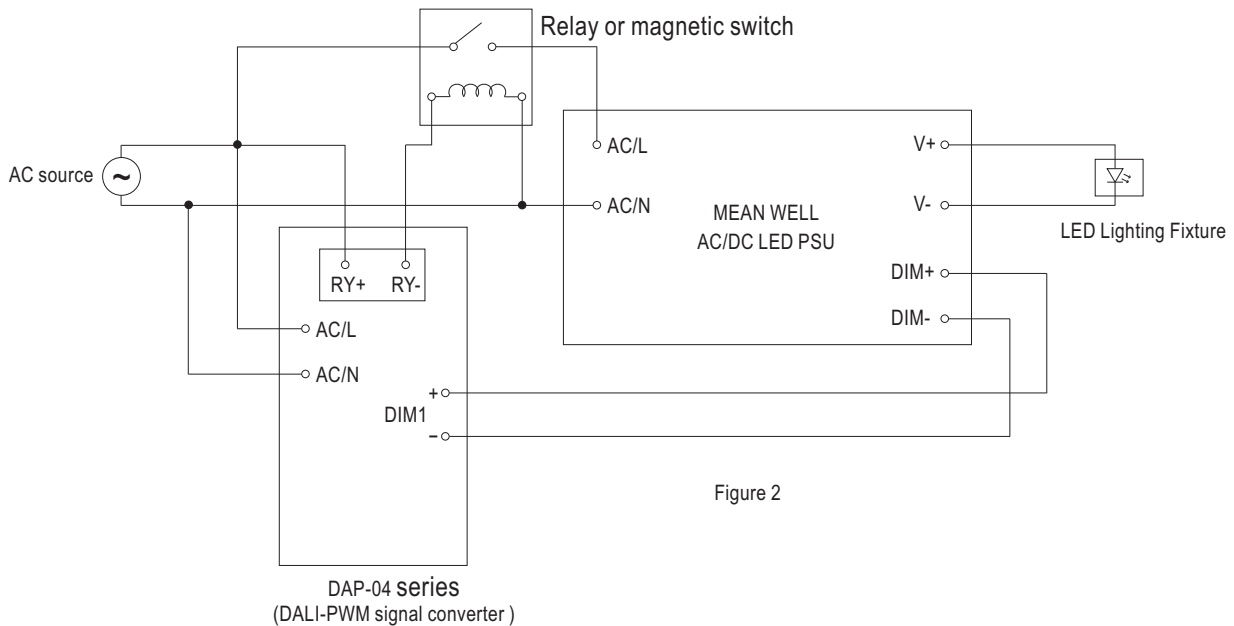 Relay or magnetic switch
AC source
~
AC/L
AC/N
MEAN WELL
AC/DC LED PSU
V+
V-
DIM+
DIM-
LED Lighting Fixture
RY+ RY-
AC/L
AC/N
DIM1
+
−
Figure 2
DAP-04 series
(DALI-PWM signal converter )